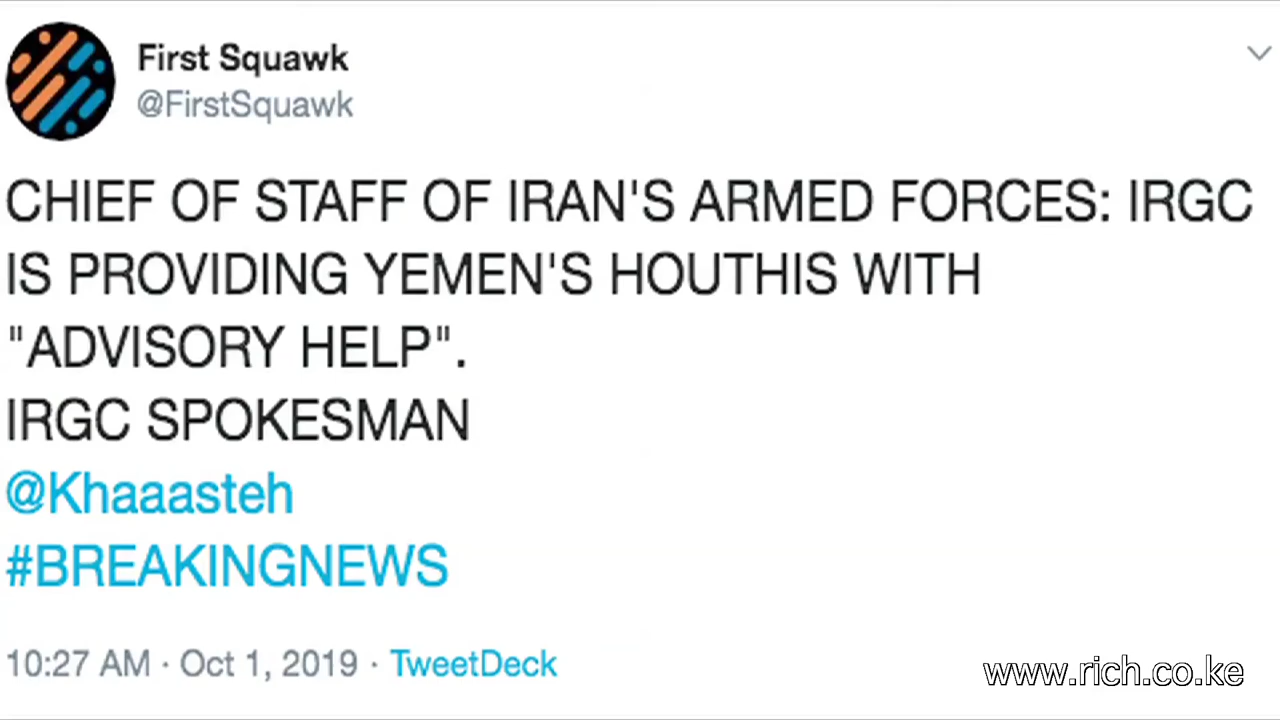 First Squawk
@FirstSquawk
CHIEF OF STAFF OF IRAN'S ARMED FORCES: IRGC
IS PROVIDING YEMEN'S HOUTHIS WITH
"ADVISORY HELP".
IRGC SPOKESMAN
@Khaaasteh
#BREAKINGNEWS
10:27 AM · Oct 1, 2019 · TweetDeck
www.rich.co.ke